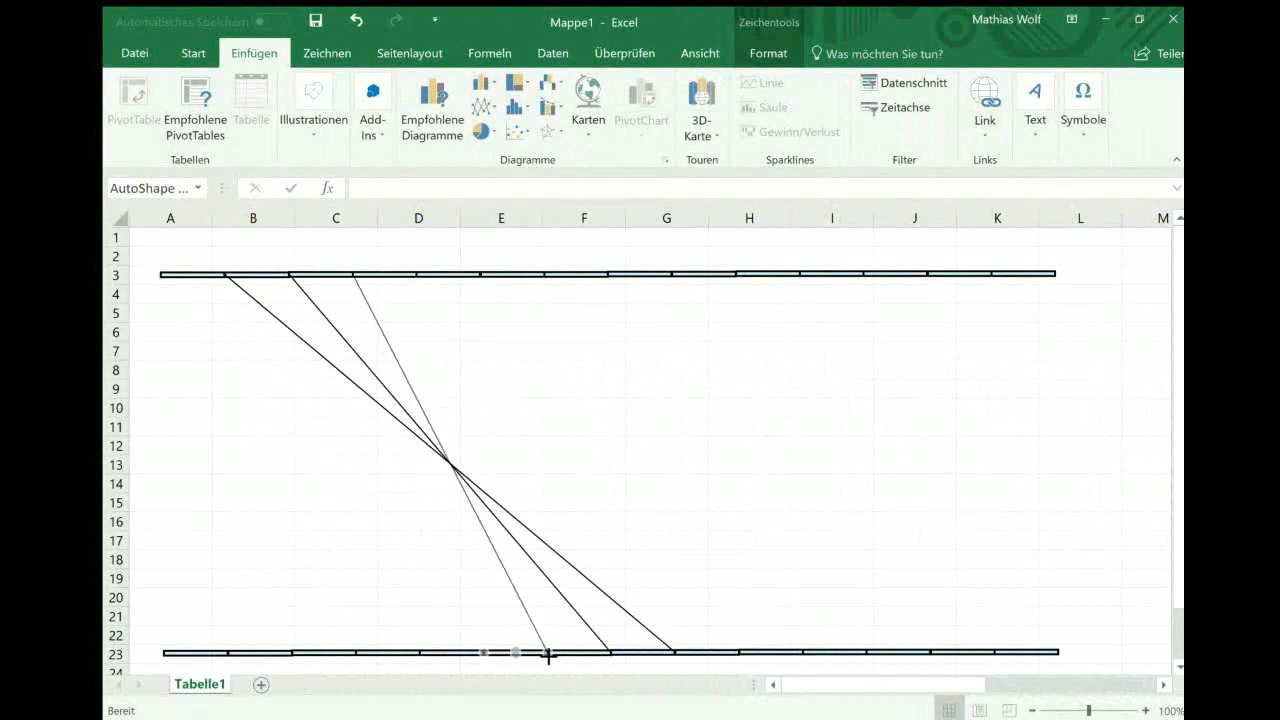 Automatisches Speichern
Mappe1 - Excel
Zeichentools
Mathias Wolf
Datei Start Einfügen Zeichnen Seitenlayout Formeln Daten Überprüfen Ansicht Format Was möchten Sie tun? Teilen
PivotTable
Empfohlene
PivotTables
Tabelle
Illustrationen
Add-
Ins
Empfohlene
Diagramme
Karten
PivotChart
3D-
Karte
Linie
Säule
Gewinn/Verlust
Datenschnitt
Zeitachse
Link
Text
Symbole
Tabellen
Diagramme
Touren
Sparklines
Filter
Links
AutoShape ...
fx
A B C D E F G H I J K L M
1
2
3
4
5
6
7
8
9
10
11
12
13
14
15
16
17
18
19
20
21
22
23
24
Tabelle1
Bereit
100%